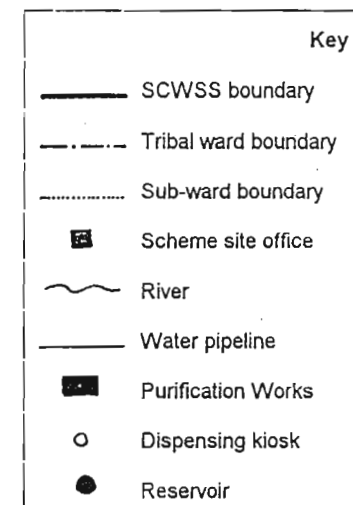 Key
SCWSS boundary
Tribal ward boundary
Sub-ward boundary
Scheme site office
River
Water pipeline
Purification Works
Dispensing kiosk
Reservoir